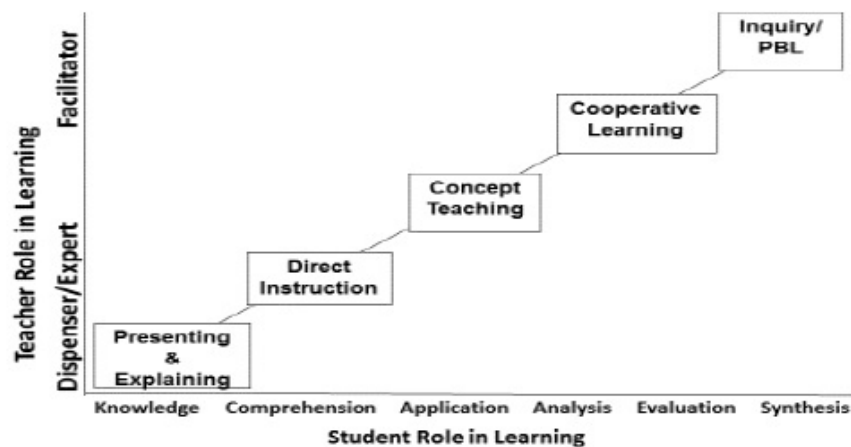 Inquiry/
PBL
Cooperative
Learning
Concept
Teaching
Direct
Instruction
Presenting
&
Explaining
Teacher Role in Learning
Dispenser/Expert
Facilitator
Knowledge Comprehension Application Analysis Evaluation Synthesis
Student Role in Learning